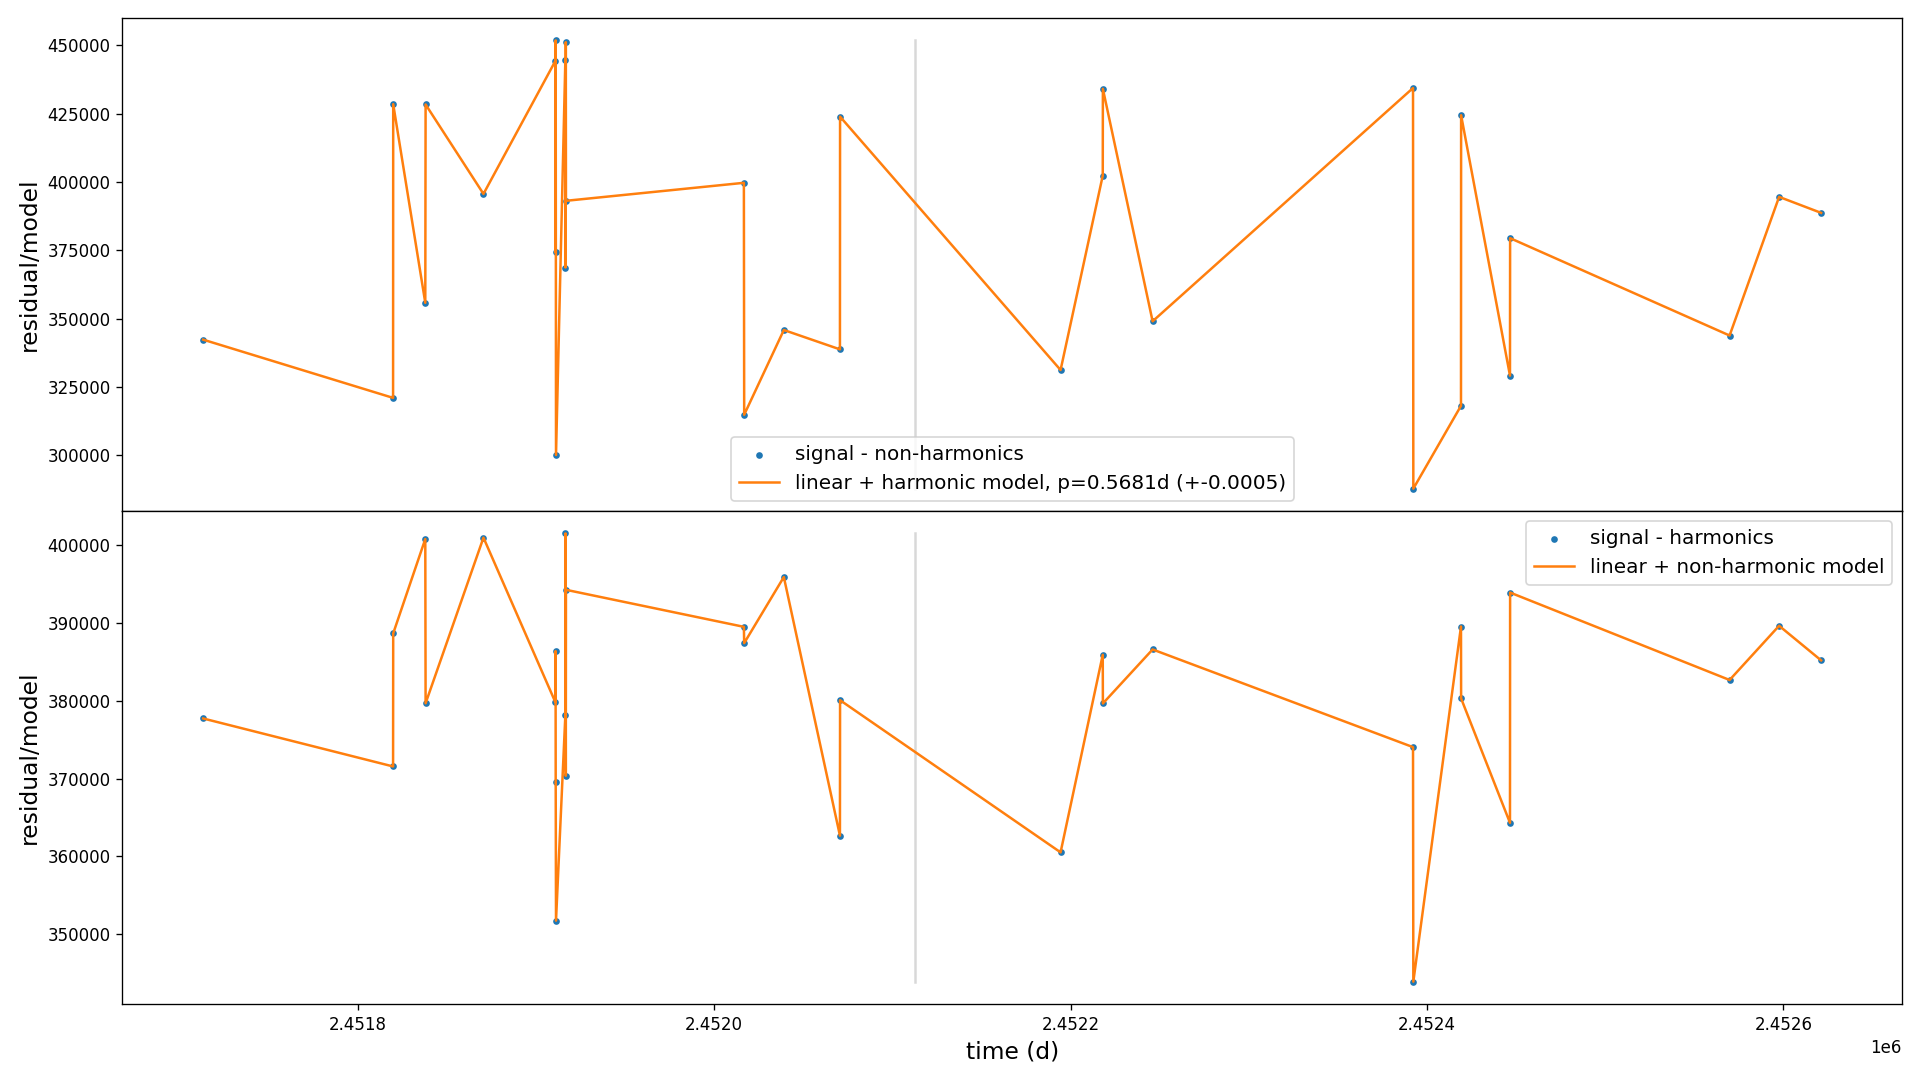 residual/model
450000
425000
400000
375000
350000
325000
300000
signal - non-harmonics
linear + harmonic model, p=0.5681d (+-0.0005)
residual/model
400000
390000
380000
370000
360000
350000
signal - harmonics
linear + non-harmonic model
2.4518
2.4520
2.4522
2.4524
2.4526
1e6
time (d)